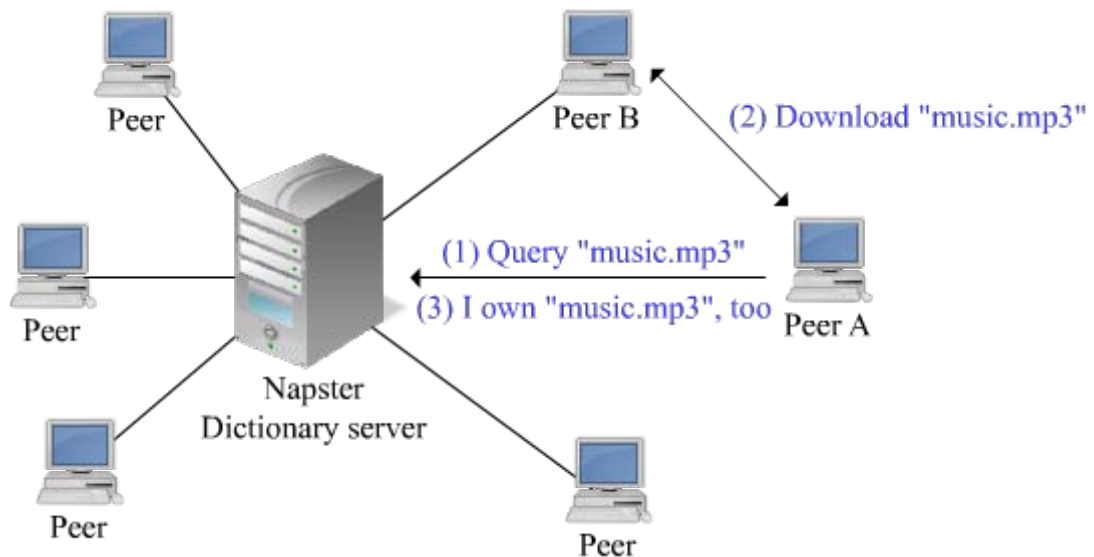 Peer
Peer B
(2) Download "music.mp3"
(1) Query "music.mp3"
(3) I own "music.mp3", too
Peer A
Peer
Napster
Dictionary server
Peer
Peer